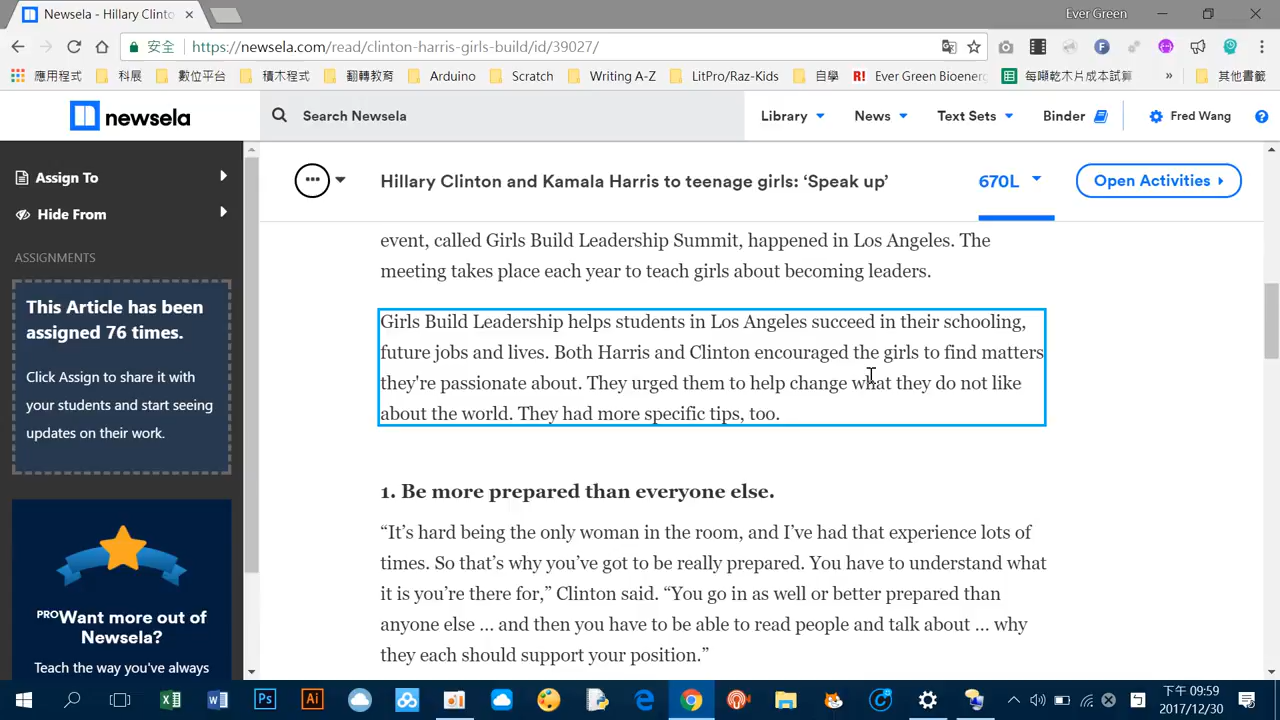 Newsela - Hillary Clinton
Ever Green
安全 https://newsela.com/read/clinton-harris-girls-build/id/39027/
應用程式 科展 數位平台 積木程式 翻轉教育 Arduino Scratch Writing A-Z LitPro/Raz-Kids 自學 R! Ever Green Bioenerg 每噸乾木片成本試算 » 其他書籤
newsela
Search Newsela
Library News Text Sets Binder Fred Wang ?
Assign To
Hide From
ASSIGNMENTS
This Article has been
assigned 76 times.
Click Assign to share it with
your students and start seeing
updates on their work.
PROWant more out of
Newsela?
Teach the way you've always
Hillary Clinton and Kamala Harris to teenage girls: ‘Speak up’
670L
Open Activities
event, called Girls Build Leadership Summit, happened in Los Angeles. The
meeting takes place each year to teach girls about becoming leaders.
Girls Build Leadership helps students in Los Angeles succeed in their schooling,
future jobs and lives. Both Harris and Clinton encouraged the girls to find matters
they're passionate about. They urged them to help change what they do not like
about the world. They had more specific tips, too.
1. Be more prepared than everyone else.
“It’s hard being the only woman in the room, and I’ve had that experience lots of
times. So that’s why you’ve got to be really prepared. You have to understand what
it is you’re there for,” Clinton said. “You go in as well or better prepared than
anyone else ... and then you have to be able to read people and talk about ... why
they each should support your position.”
下午 09:59
2017/12/30